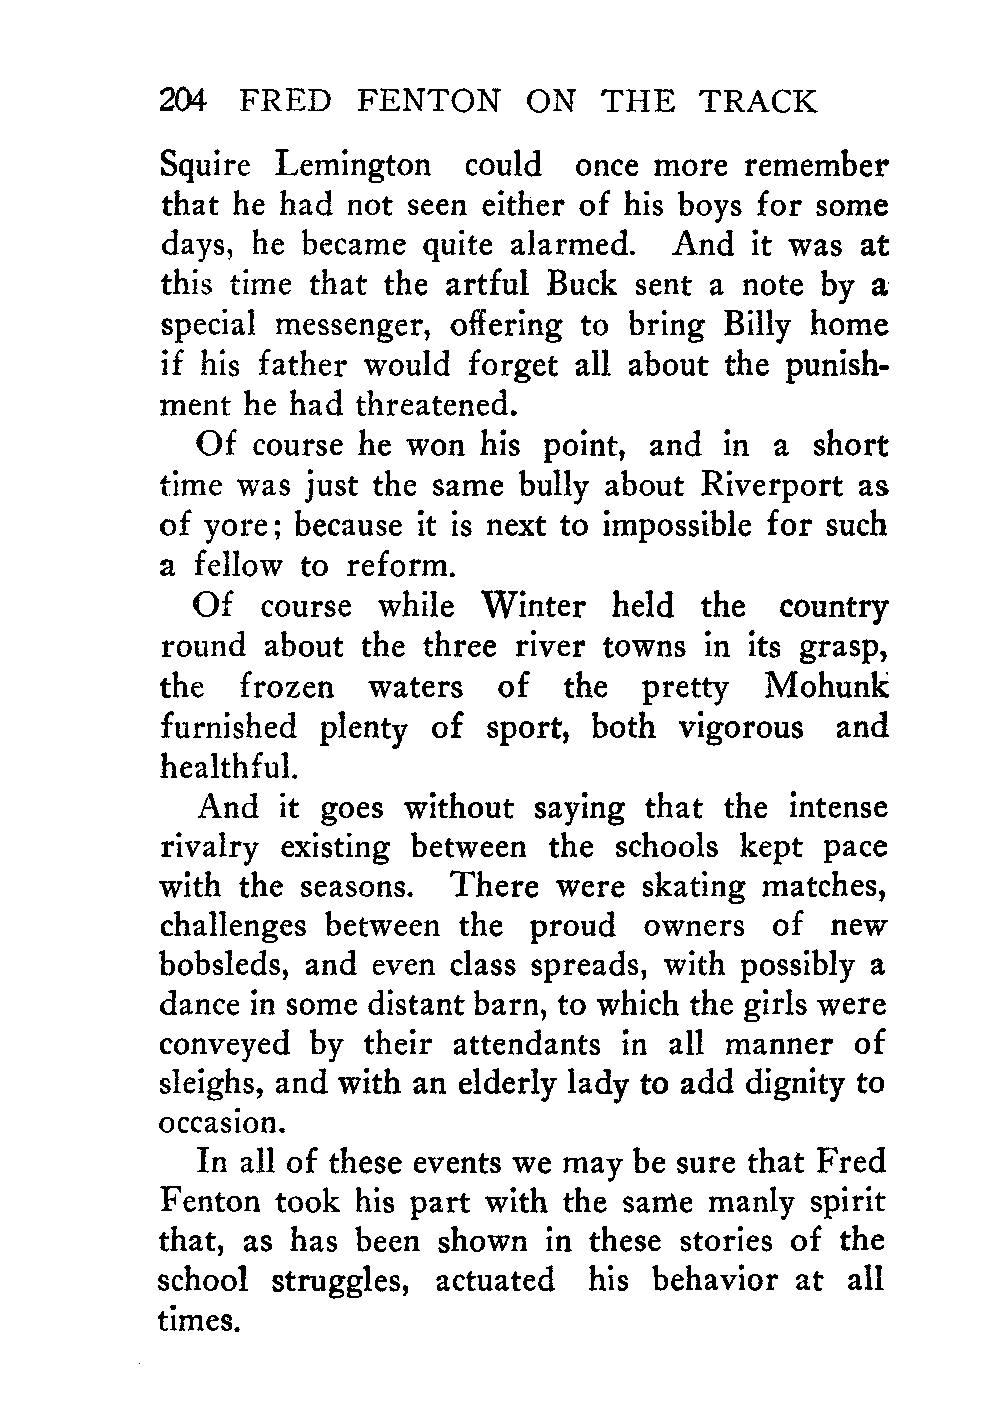 204 FRED FENTON ON THE TRACK
Squire Lemington could once more remember
that he had not seen either of his boys for some
days, he became quite alarmed. And it was at
this time that the artful Buck sent a note by a
special messenger, offering to bring Billy home
if his father would forget all about the punish-
ment he had threatened.
Of course he won his point, and in a short
time was just the same bully about Riverport as
of yore; because it is next to impossible for such
a fellow to reform.
Of course while Winter held the country
round about the three river towns in its grasp,
the frozen waters of the pretty Mohunk
furnished plenty of sport, both vigorous and
healthful.
And it goes without saying that the intense
rivalry existing between the schools kept pace
with the seasons. There were skating matches,
challenges between the proud owners of new
bobsleds, and even class spreads, with possibly a
dance in some distant barn, to which the girls were
conveyed by their attendants in all manner of
sleighs, and with an elderly lady to add dignity to
occasion.
In all of these events we may be sure that Fred
Fenton took his part with the same manly spirit
that, as has been shown in these stories of the
school struggles, actuated his behavior at all
times.